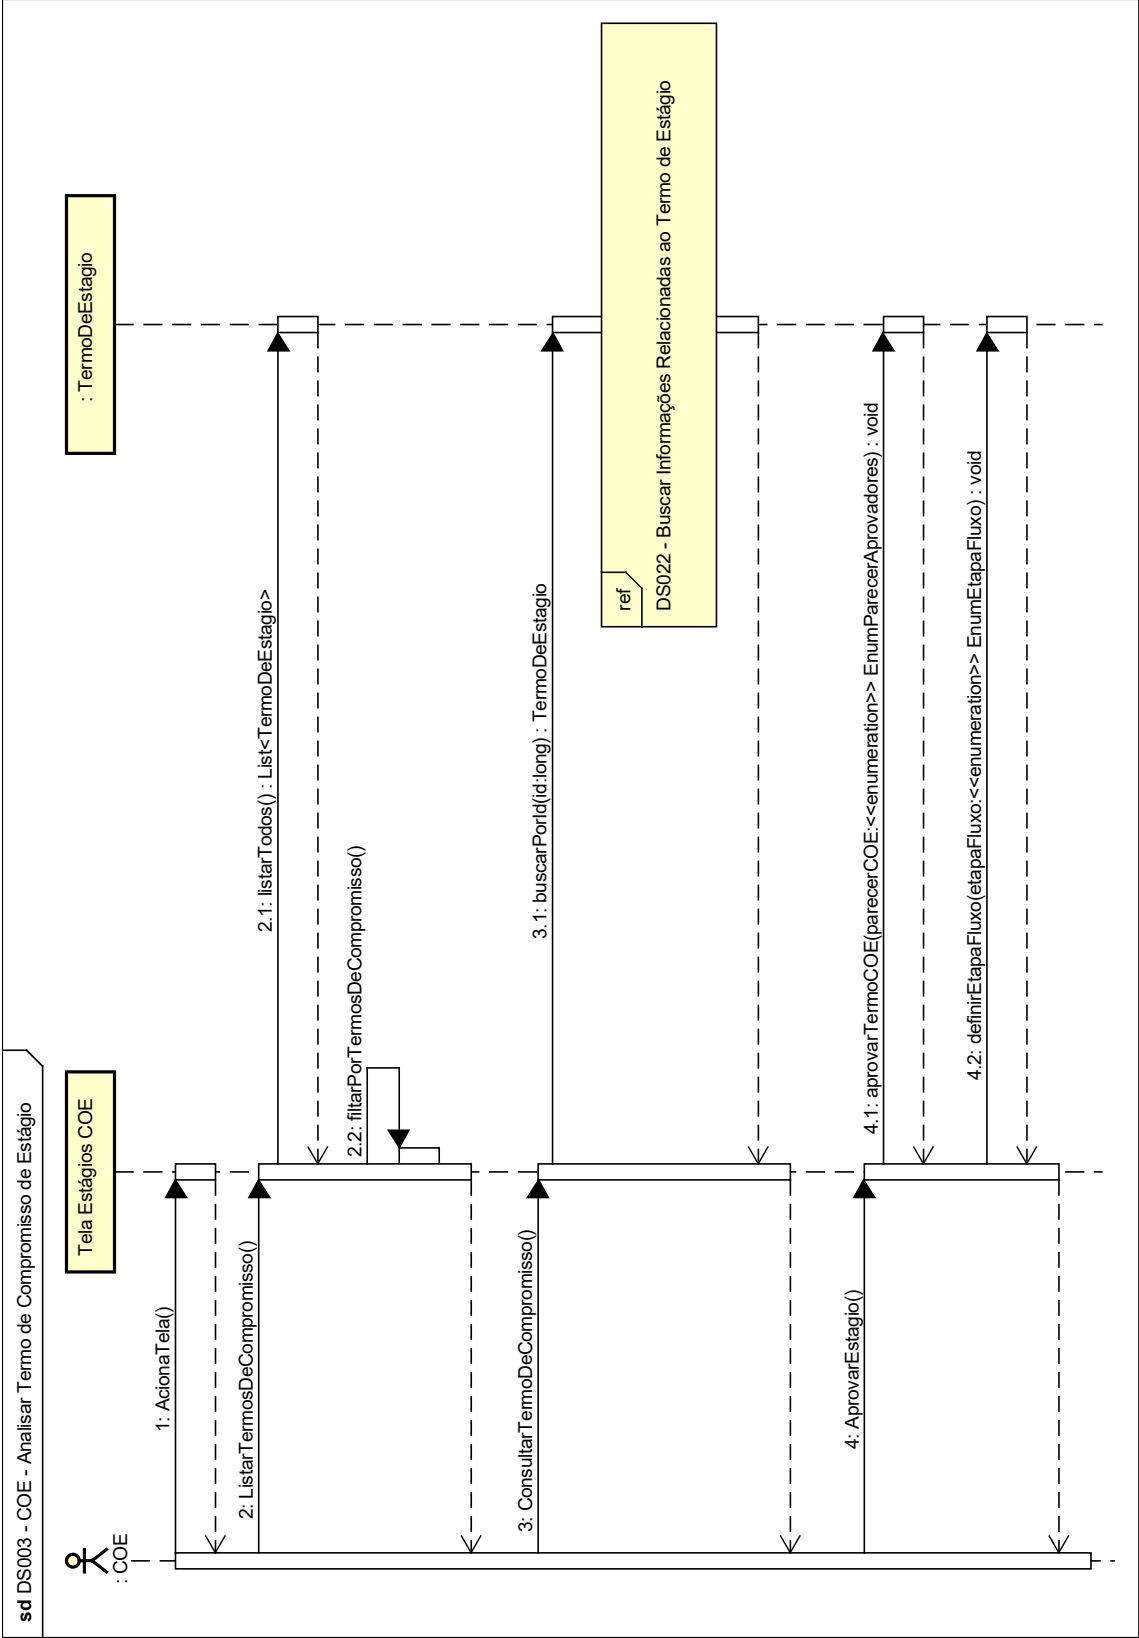 sd DS003 - COE - Analisar Termo de Compromisso de Estágio
: COE
Tela Estágios COE
: TermoDeEstagio
1: AcionaTela()
2: ListarTermosDeCompromisso()
2.1: listarTodos() : List<TermoDeEstagio>
2.2: filtarPorTermosDeCompromisso()
3: ConsultarTermoDeCompromisso()
3.1: buscarPorId(id:long) : TermoDeEstagio
ref
DS022 - Buscar Informações Relacionadas ao Termo de Estágio
4: AprovarEstagio()
4.1: aprovarTermoCOE(parecerCOE:<<enumeration>> EnumParecerAprovadores) : void
4.2: definirEtapaFluxo(etapaFluxo:<<enumeration>> EnumEtapaFluxo) : void